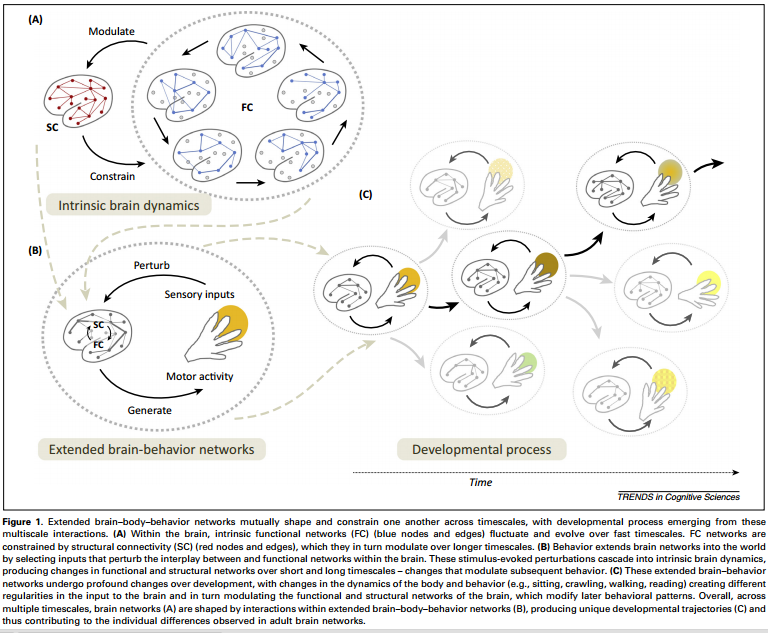 (A)
Modulate
SC
FC
Constrain
Intrinsic brain dynamics
(B)
Perturb
Sensory inputs
SC
FC
Motor activity
Generate
Extended brain-behavior networks
(C)
Developmental process
Time
TRENDS in Cognitive Sciences
Figure 1. Extended brain–body–behavior networks mutually shape and constrain one another across timescales, with developmental process emerging from these
multiscale interactions. (A) Within the brain, intrinsic functional networks (FC) (blue nodes and edges) fluctuate and evolve over fast timescales. FC networks are
constrained by structural connectivity (SC) (red nodes and edges), which they in turn modulate over longer timescales. (B) Behavior extends brain networks into the world
by selecting inputs that perturb the interplay between and functional networks within the brain. These stimulus-evoked perturbations cascade into intrinsic brain dynamics,
producing changes in functional and structural networks over short and long timescales – changes that modulate subsequent behavior. (C) These extended brain–behavior
networks undergo profound changes over development, with changes in the dynamics of the body and behavior (e.g., sitting, crawling, walking, reading) creating different
regularities in the input to the brain and in turn modulating the functional and structural networks of the brain, which modify later behavioral patterns. Overall, across
multiple timescales, brain networks (A) are shaped by interactions within extended brain–body–behavior networks (B), producing unique developmental trajectories (C) and
thus contributing to the individual differences observed in adult brain networks.